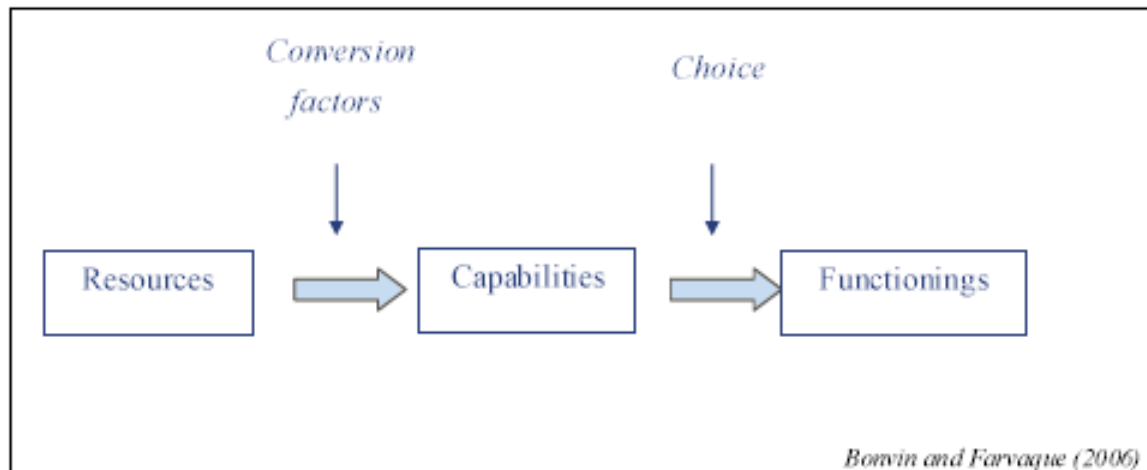 Conversion
factors
Choice
Resources
Capabilities
Functionings
Bonvin and Farvaque (2006)